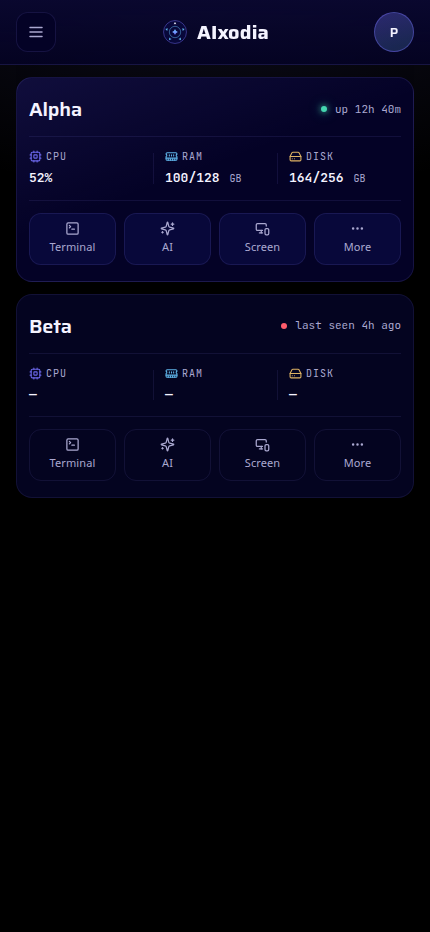 AIxodia
P
Alpha
up 12h 40m
CPU RAM DISK
52% 100/128 GB 164/256 GB
Terminal AI Screen More
Beta
last seen 4h ago
CPU RAM DISK
— — —
Terminal AI Screen More